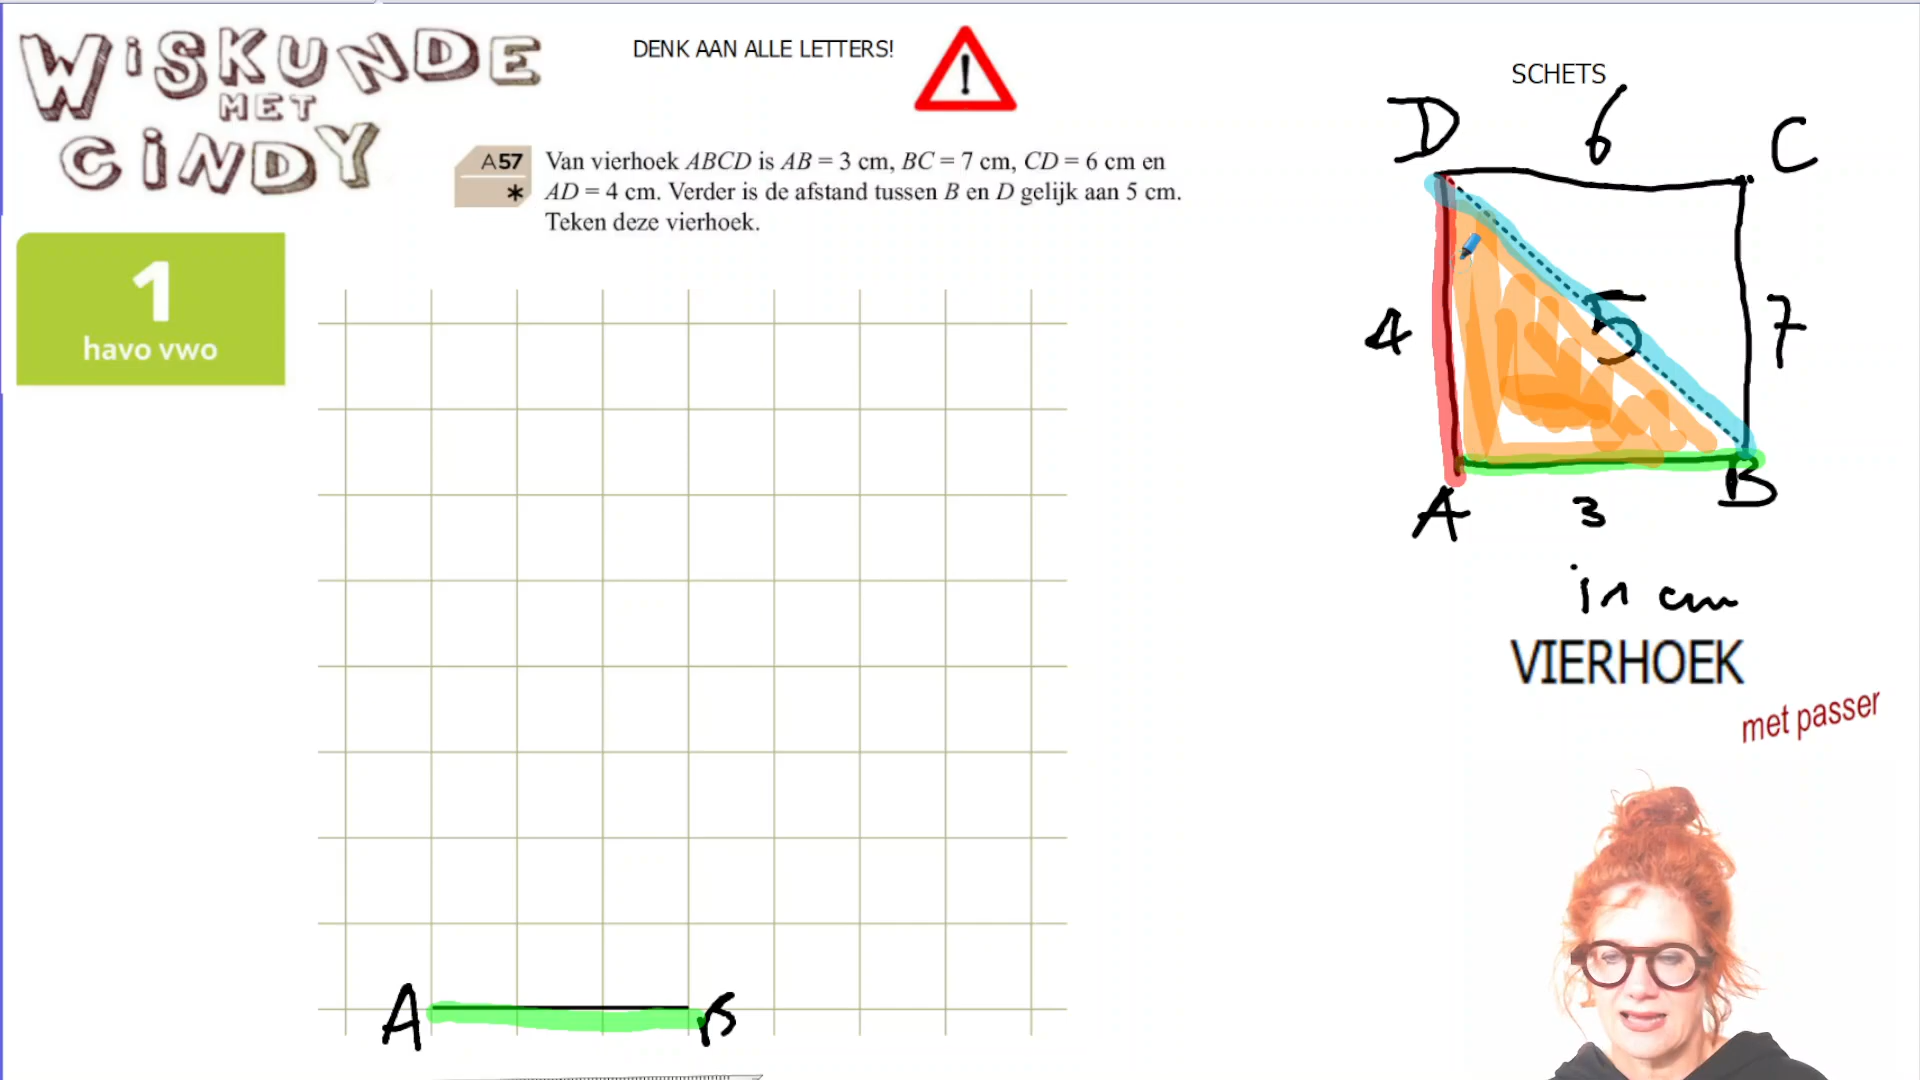 WiSKUNDE
MET
CiNDY
DENK AAN ALLE LETTERS!
!
SCHETS
A57
*
Van vierhoek ABCD is AB = 3 cm, BC = 7 cm, CD = 6 cm en
AD = 4 cm. Verder is de afstand tussen B en D gelijk aan 5 cm.
Teken deze vierhoek.
1
havo vwo
D 6 C
4 5 7
A 3 B
in cm
VIERHOEK
met passer
A B